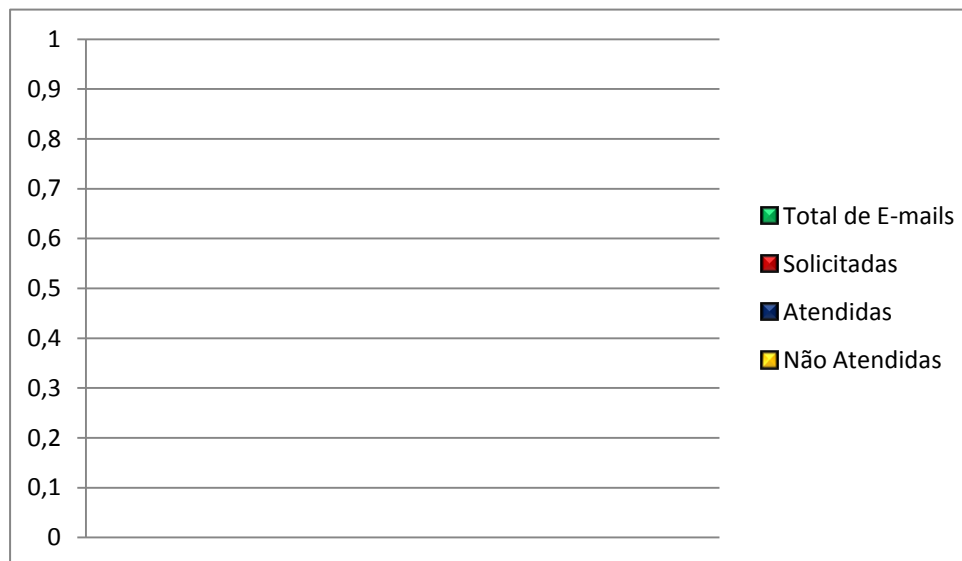 1
0,9
0,8
0,7
0,6
0,5
0,4
0,3
0,2
0,1
0
Total de E-mails
Solicitadas
Atendidas
Não Atendidas